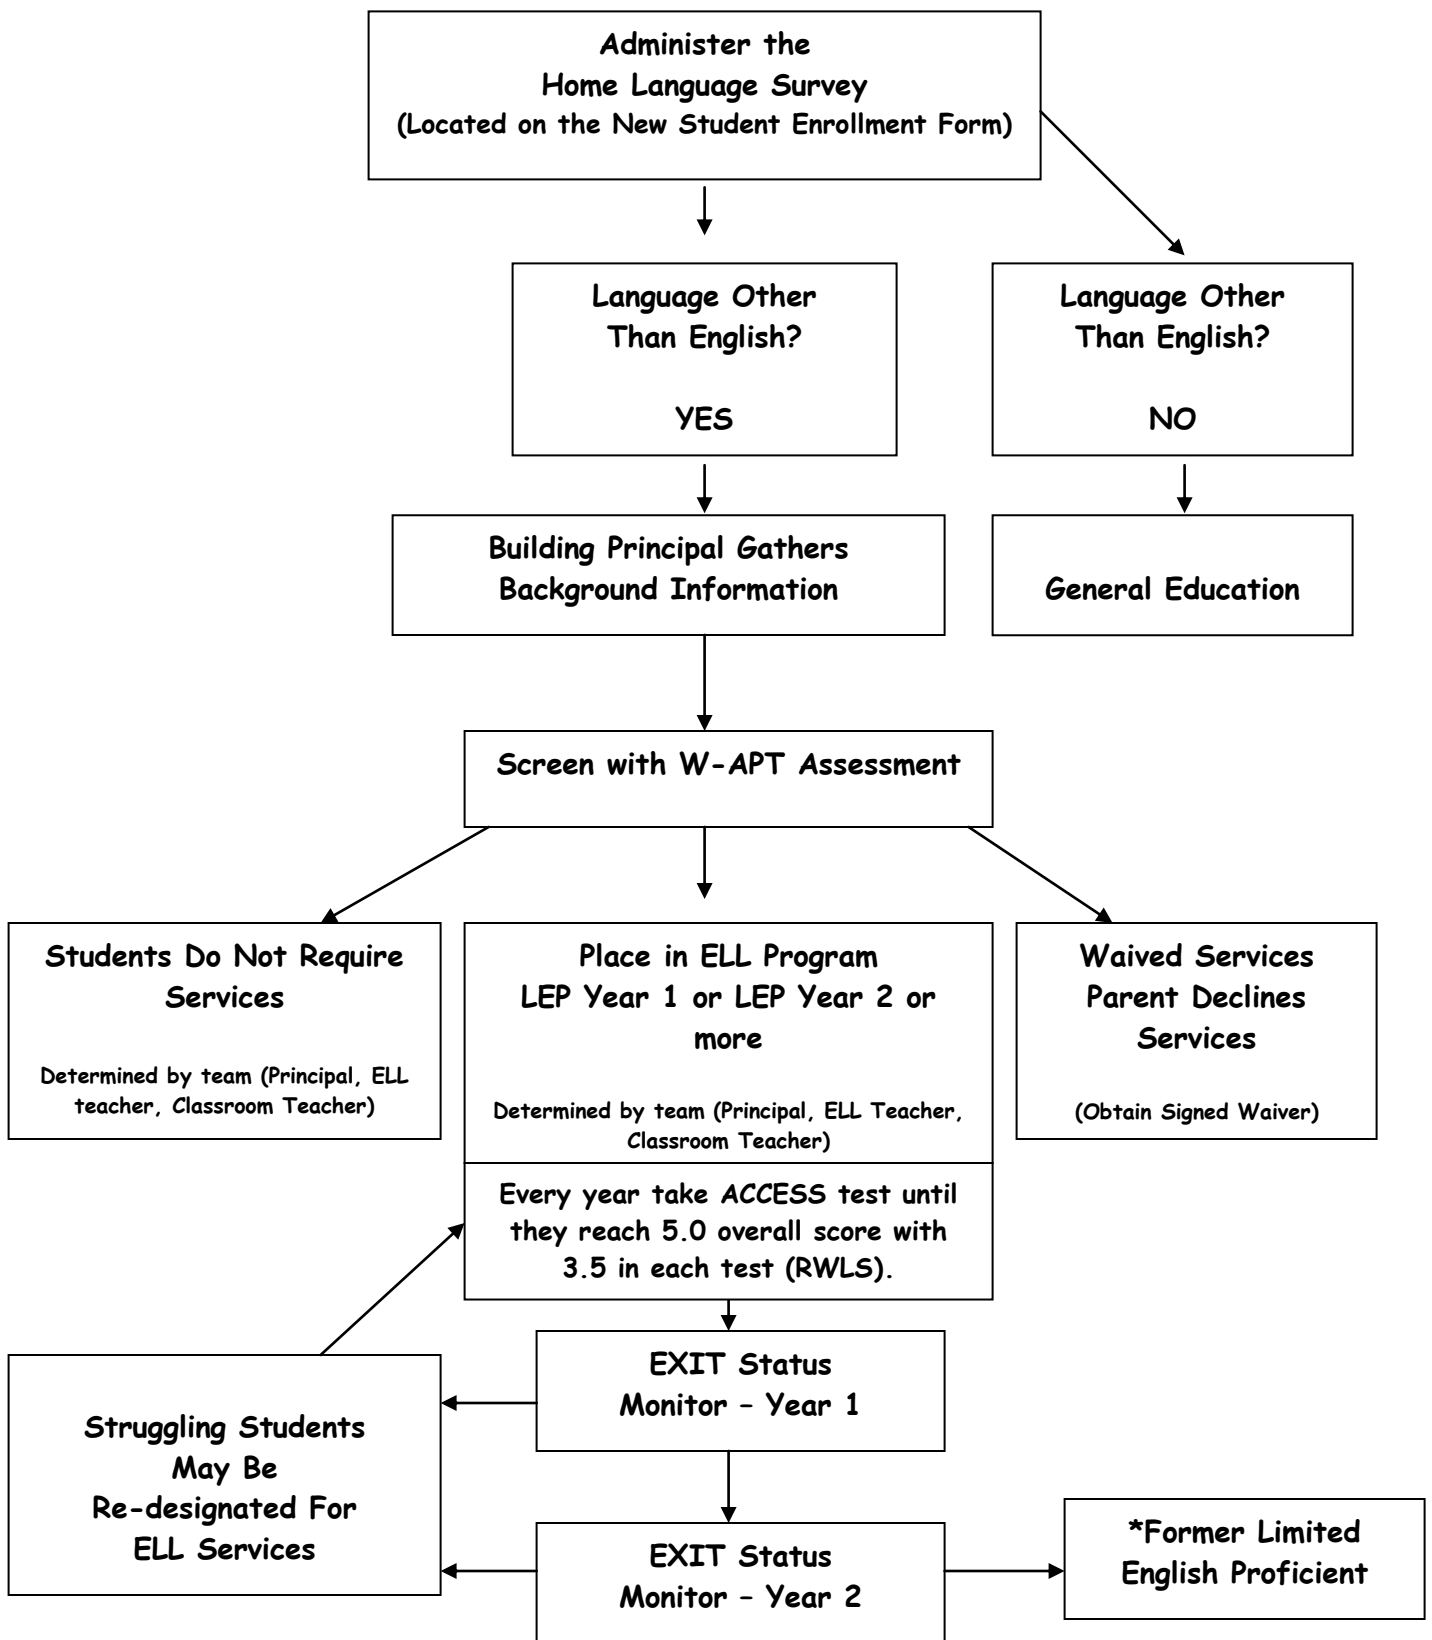 Administer the
Home Language Survey
(Located on the New Student Enrollment Form)
Language Other
Than English?
YES
Language Other
Than English?
NO
Building Principal Gathers
Background Information
General Education
Screen with W-APT Assessment
Students Do Not Require
Services
Determined by team (Principal, ELL
teacher, Classroom Teacher)
Place in ELL Program
LEP Year 1 or LEP Year 2 or
more
Determined by team (Principal, ELL Teacher,
Classroom Teacher)
Waived Services
Parent Declines
Services
(Obtain Signed Waiver)
Every year take ACCESS test until
they reach 5.0 overall score with
3.5 in each test (RWLS).
EXIT Status
Monitor – Year 1
Struggling Students
May Be
Re-designated For
ELL Services
EXIT Status
Monitor – Year 2
*Former Limited
English Proficient